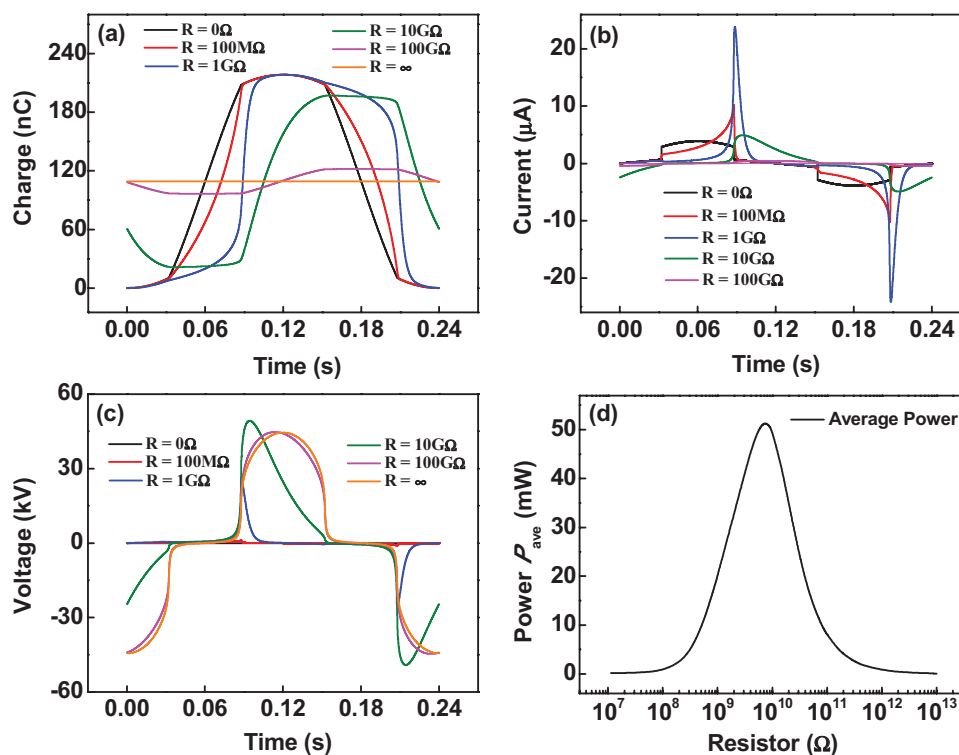 (a)
R = 0Ω
R = 100MΩ
R = 1GΩ
R = 10GΩ
R = 100GΩ
R = ∞
Charge (nC)
240
180
120
60
0
0.00 0.06 0.12 0.18 0.24
Time (s)
(b)
Current (μA)
20
10
0
-10
-20
R = 0Ω
R = 100MΩ
R = 1GΩ
R = 10GΩ
R = 100GΩ
0.00 0.06 0.12 0.18 0.24
Time (s)
(c)
R = 0Ω
R = 100MΩ
R = 1GΩ
R = 10GΩ
R = 100GΩ
R = ∞
Voltage (kV)
60
30
0
-30
-60
0.00 0.06 0.12 0.18 0.24
Time (s)
(d)
Average Power
Power P_ave (mW)
50
40
30
20
10
0
10⁷ 10⁸ 10⁹ 10¹⁰ 10¹¹ 10¹² 10¹³
Resistor (Ω)